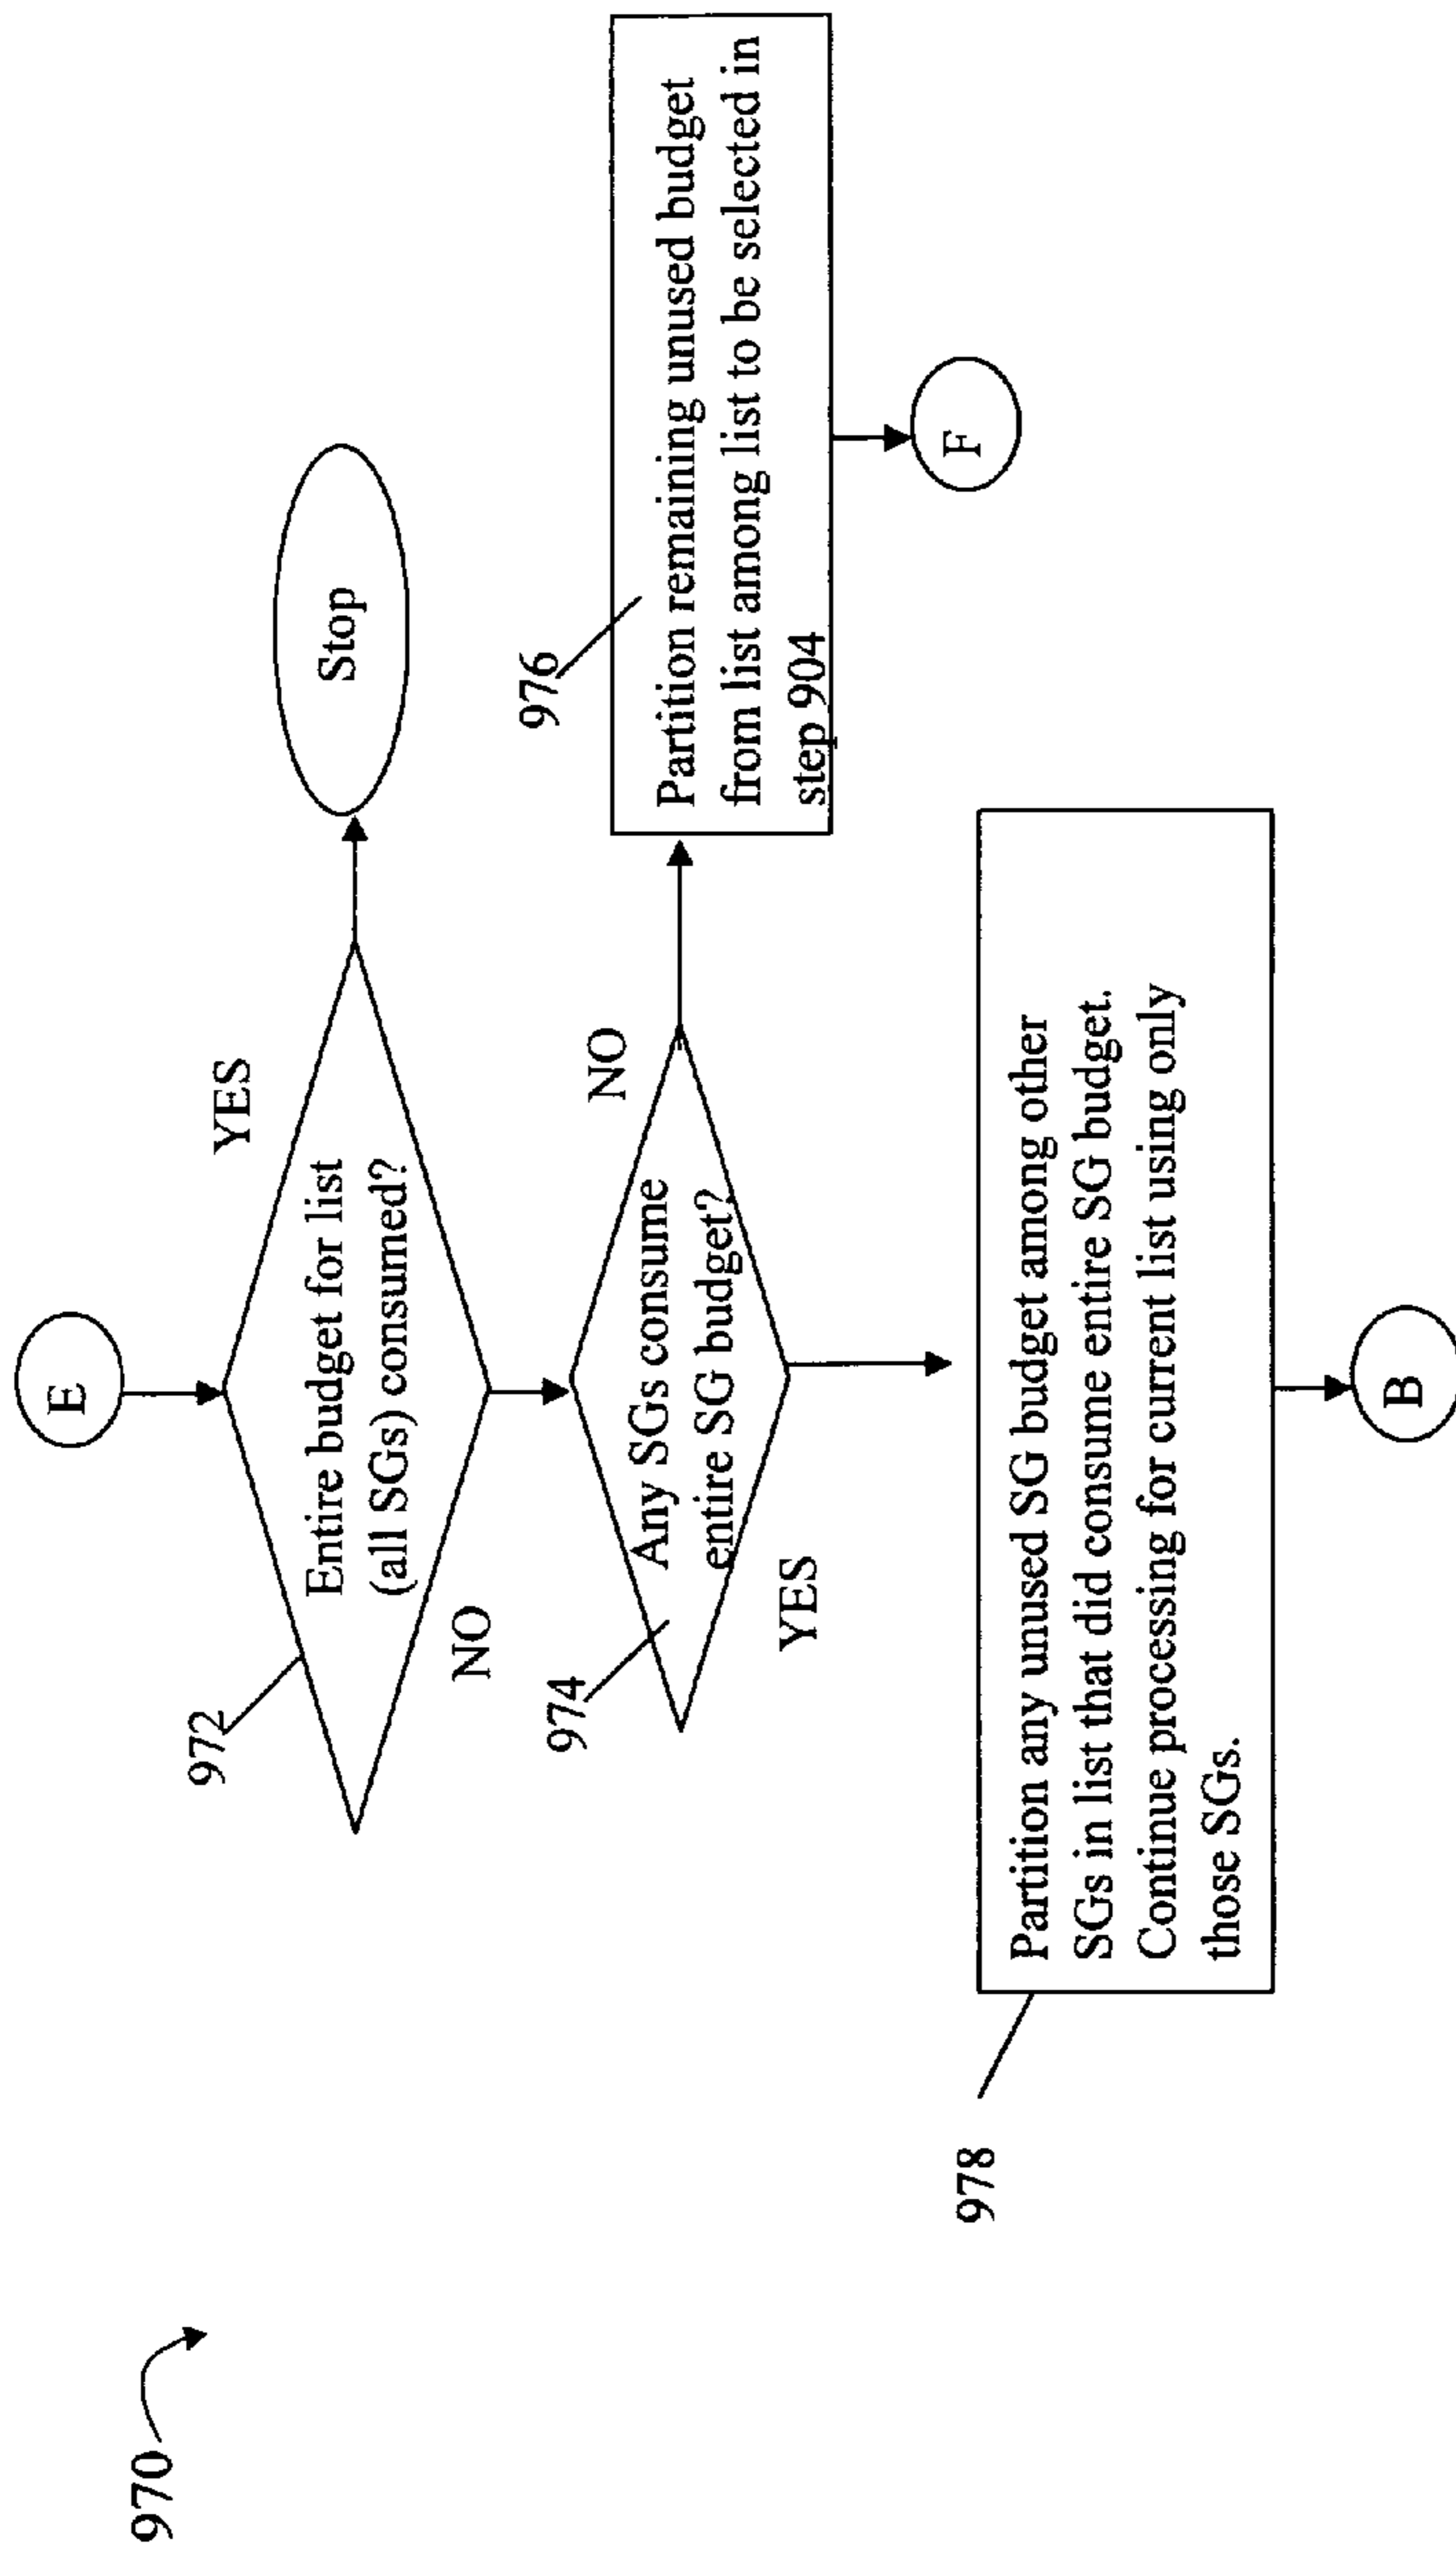 970
E
972
Entire budget for list
(all SGs) consumed?
YES
Stop
NO
974
Any SGs consume
entire SG budget?
NO
976
Partition remaining unused budget
from list among list to be selected in
step 904
F
YES
978
Partition any unused SG budget among other
SGs in list that did consume entire SG budget.
Continue processing for current list using only
those SGs.
B